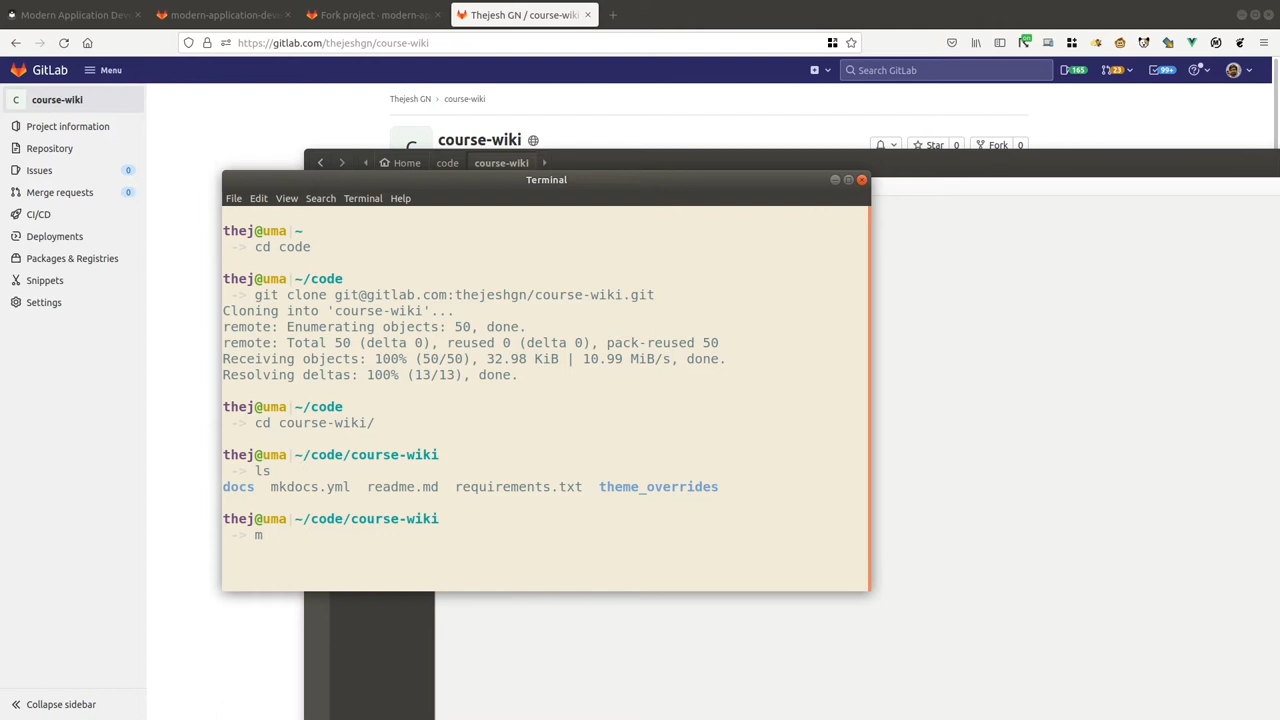 Modern Application Dev
modern-application-dev
Fork project · modern-ap
Thejesh GN / course-wiki
https://gitlab.com/thejeshgn/course-wiki
GitLab
Menu
Search GitLab
165
23
99+
C course-wiki
Project information
Repository
Issues 0
Merge requests 0
CI/CD
Deployments
Packages & Registries
Snippets
Settings
Collapse sidebar
Thejesh GN › course-wiki
course-wiki
Star 0
Fork 0
Home code course-wiki
Terminal
File Edit View Search Terminal Help
thej@uma|~
-> cd code
thej@uma|~/code
-> git clone git@gitlab.com:thejeshgn/course-wiki.git
Cloning into 'course-wiki'...
remote: Enumerating objects: 50, done.
remote: Total 50 (delta 0), reused 0 (delta 0), pack-reused 50
Receiving objects: 100% (50/50), 32.98 KiB | 10.99 MiB/s, done.
Resolving deltas: 100% (13/13), done.
thej@uma|~/code
-> cd course-wiki/
thej@uma|~/code/course-wiki
-> ls
docs mkdocs.yml readme.md requirements.txt theme_overrides
thej@uma|~/code/course-wiki
-> m